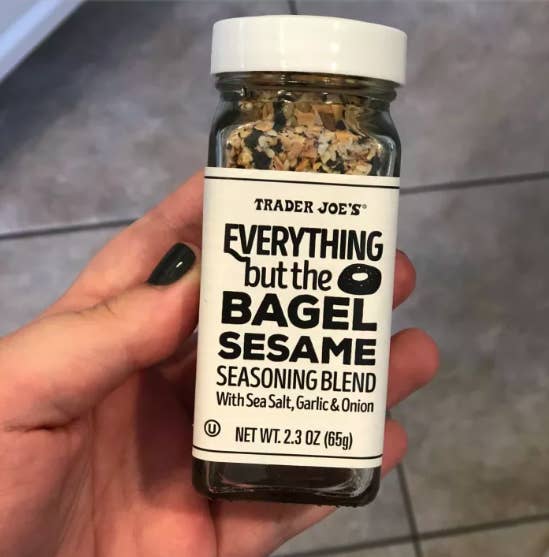 TRADER JOE'S®
EVERYTHING
but the
BAGEL
SESAME
SEASONING BLEND
With Sea Salt, Garlic & Onion
U NET WT. 2.3 OZ (65g)